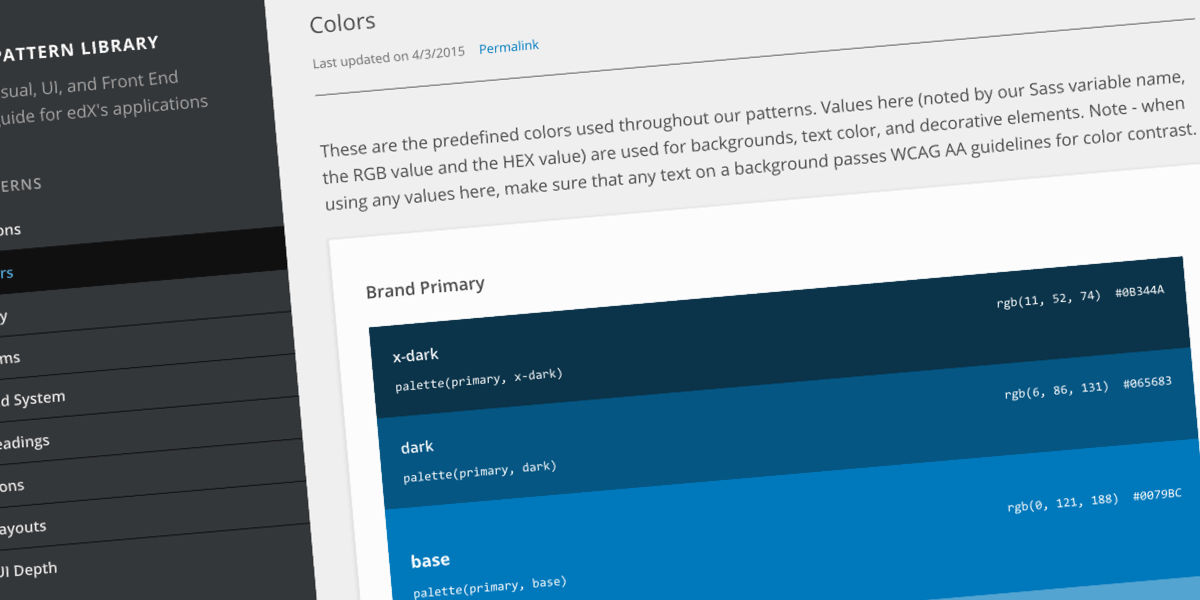 PATTERN LIBRARY
sual, UI, and Front End
uide for edX's applications
ERNS
ons
rs
y
ms
d System
eadings
ons
ayouts
UI Depth
Colors
Last updated on 4/3/2015 Permalink
These are the predefined colors used throughout our patterns. Values here (noted by our Sass variable name,
the RGB value and the HEX value) are used for backgrounds, text color, and decorative elements. Note - when
using any values here, make sure that any text on a background passes WCAG AA guidelines for color contrast.
Brand Primary
x-dark
palette(primary, x-dark)
rgb(11, 52, 74) #0B344A
dark
palette(primary, dark)
rgb(6, 86, 131) #065683
base
palette(primary, base)
rgb(0, 121, 188) #0079BC